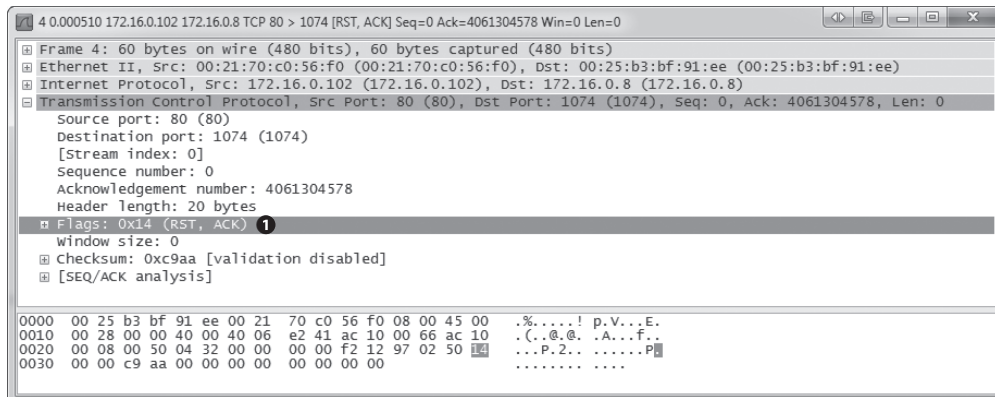 4 0.000510 172.16.0.102 172.16.0.8 TCP 80 > 1074 [RST, ACK] Seq=0 Ack=4061304578 Win=0 Len=0
Frame 4: 60 bytes on wire (480 bits), 60 bytes captured (480 bits)
Ethernet II, Src: 00:21:70:c0:56:f0 (00:21:70:c0:56:f0), Dst: 00:25:b3:bf:91:ee (00:25:b3:bf:91:ee)
Internet Protocol, Src: 172.16.0.102 (172.16.0.102), Dst: 172.16.0.8 (172.16.0.8)
Transmission Control Protocol, Src Port: 80 (80), Dst Port: 1074 (1074), Seq: 0, Ack: 4061304578, Len: 0
Source port: 80 (80)
Destination port: 1074 (1074)
[Stream index: 0]
Sequence number: 0
Acknowledgement number: 4061304578
Header length: 20 bytes
Flags: 0x14 (RST, ACK) 1
Window size: 0
Checksum: 0xc9aa [validation disabled]
[SEQ/ACK analysis]
0000 00 25 b3 bf 91 ee 00 21 70 c0 56 f0 08 00 45 00 .%.....! p.V...E.
0010 00 28 00 00 40 00 40 06 e2 41 ac 10 00 66 ac 10 .(..@.@. .A...f..
0020 00 08 00 50 04 32 00 00 00 00 f2 12 97 02 50 14 ...P.2.. ......P.
0030 00 00 c9 aa 00 00 00 00 00 00 00 00 ........ ....